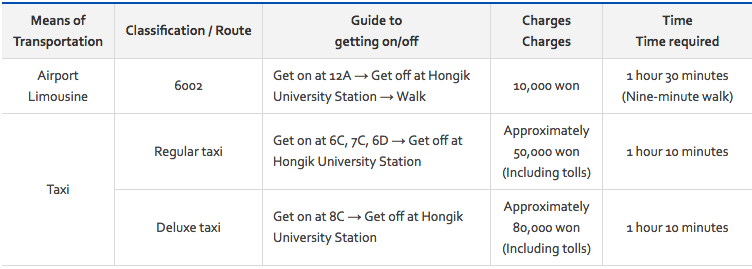 Means of
Transportation
Classification / Route
Guide to
getting on/off
Charges
Charges
Time
Time required
Airport
Limousine
6002
Get on at 12A → Get off at Hongik
University Station → Walk
10,000 won
1 hour 30 minutes
(Nine-minute walk)
Taxi
Regular taxi
Get on at 6C, 7C, 6D → Get off at
Hongik University Station
Approximately
50,000 won
(Including tolls)
1 hour 10 minutes
Deluxe taxi
Get on at 8C → Get off at Hongik
University Station
Approximately
80,000 won
(Including tolls)
1 hour 10 minutes